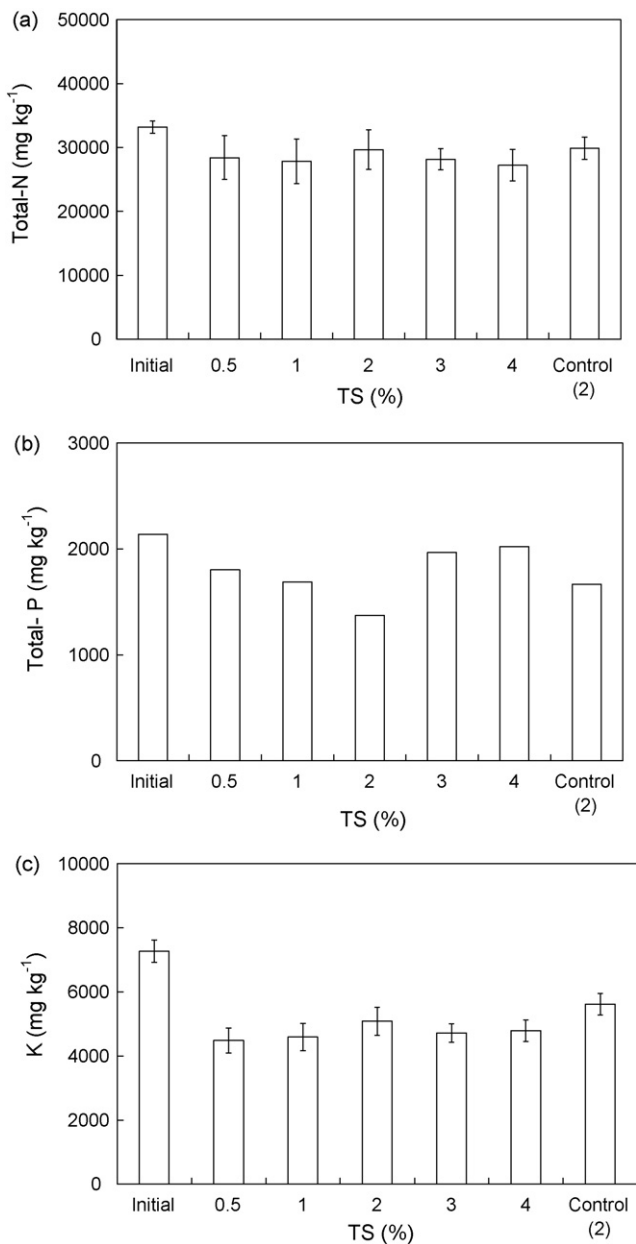 (a)
Total-N (mg kg⁻¹)
50000
40000
30000
20000
10000
0
Initial 0.5 1 2 3 4 Control
(2)
TS (%)
(b)
Total- P (mg kg⁻¹)
3000
2000
1000
0
Initial 0.5 1 2 3 4 Control
(2)
TS (%)
(c)
K (mg kg⁻¹)
10000
8000
6000
4000
2000
0
Initial 0.5 1 2 3 4 Control
(2)
TS (%)